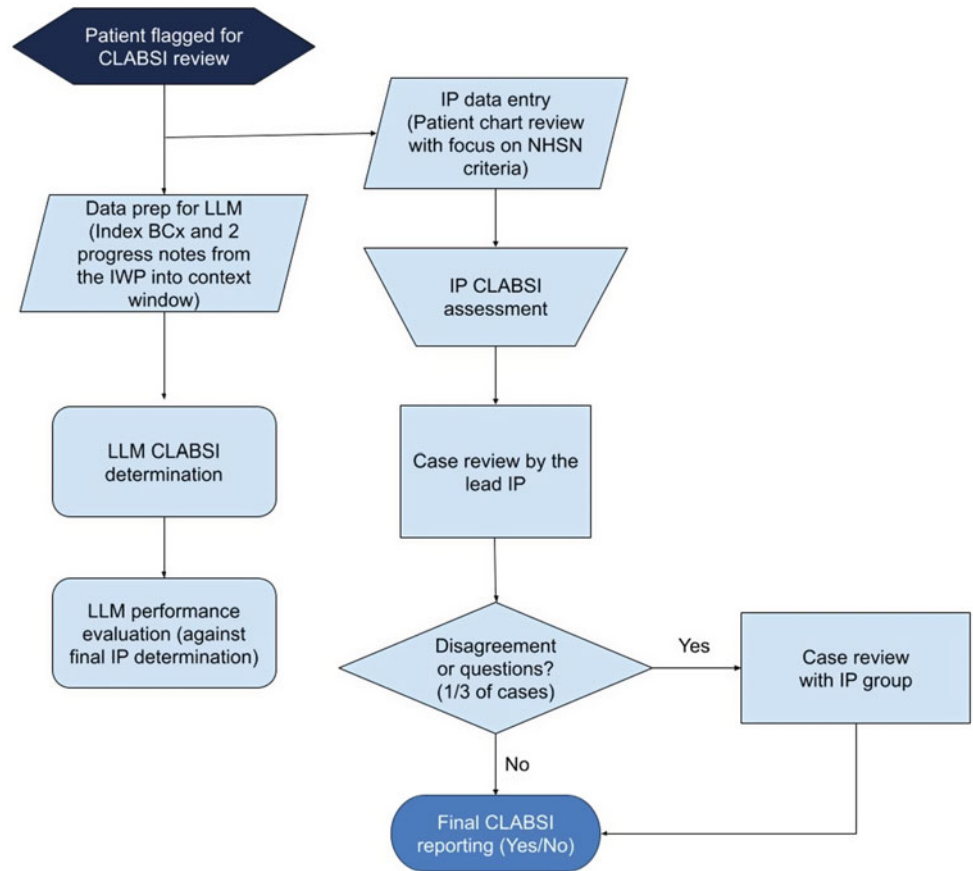 Patient flagged for
CLABSI review
IP data entry
(Patient chart review
with focus on NHSN
criteria)
Data prep for LLM
(Index BCx and 2
progress notes from
the IWP into context
window)
IP CLABSI
assessment
LLM CLABSI
determination
Case review by the
lead IP
LLM performance
evaluation (against
final IP determination)
Disagreement
or questions?
(1/3 of cases)
Yes
Case review
with IP group
No
Final CLABSI
reporting (Yes/No)